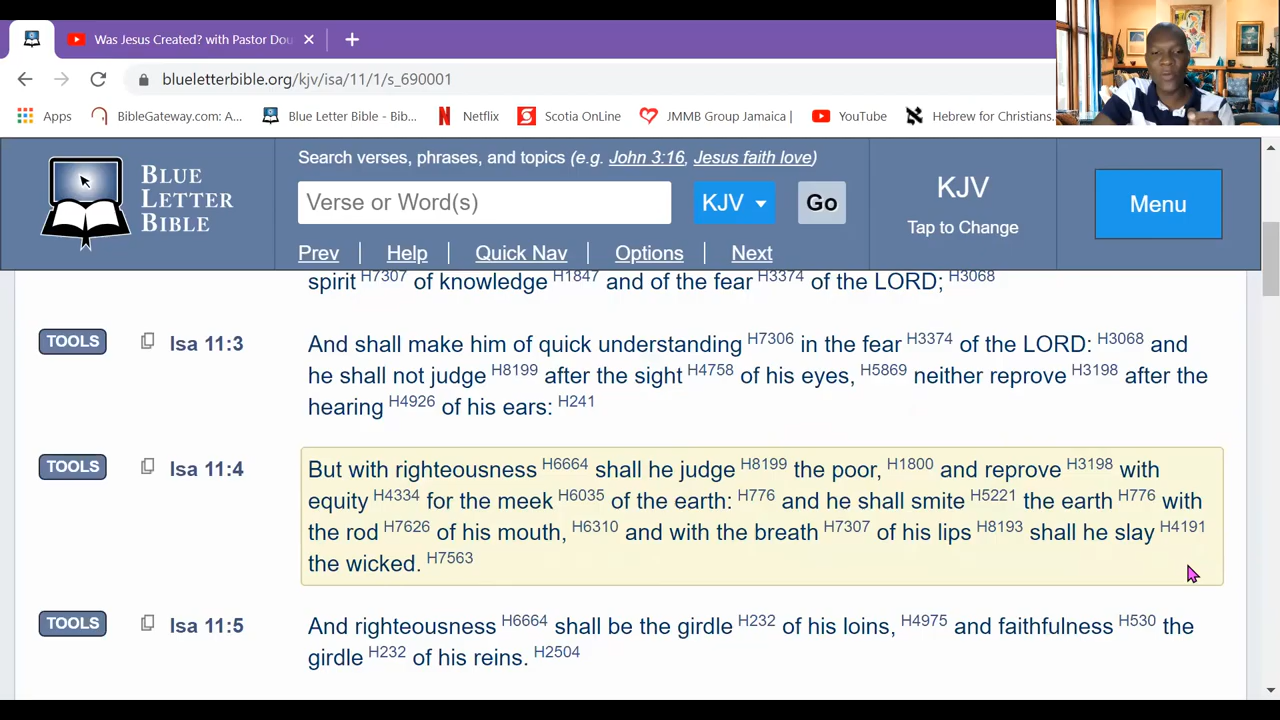 Was Jesus Created? with Pastor Dou
blueletterbible.org/kjv/isa/11/1/s_690001
Apps BibleGateway.com: A... Blue Letter Bible - Bib... Netflix Scotia OnLine JMMB Group Jamaica | YouTube Hebrew for Christians.
BLUE
LETTER
BIBLE
Search verses, phrases, and topics (e.g. John 3:16, Jesus faith love)
Verse or Word(s)
KJV
Go
Prev | Help | Quick Nav | Options | Next
KJV
Tap to Change
Menu
spirit H7307 of knowledge H1847 and of the fear H3374 of the LORD; H3068
TOOLS Isa 11:3 And shall make him of quick understanding H7306 in the fear H3374 of the LORD: H3068 and
he shall not judge H8199 after the sight H4758 of his eyes, H5869 neither reprove H3198 after the
hearing H4926 of his ears: H241
TOOLS Isa 11:4 But with righteousness H6664 shall he judge H8199 the poor, H1800 and reprove H3198 with
equity H4334 for the meek H6035 of the earth: H776 and he shall smite H5221 the earth H776 with
the rod H7626 of his mouth, H6310 and with the breath H7307 of his lips H8193 shall he slay H4191
the wicked. H7563
TOOLS Isa 11:5 And righteousness H6664 shall be the girdle H232 of his loins, H4975 and faithfulness H530 the
girdle H232 of his reins. H2504